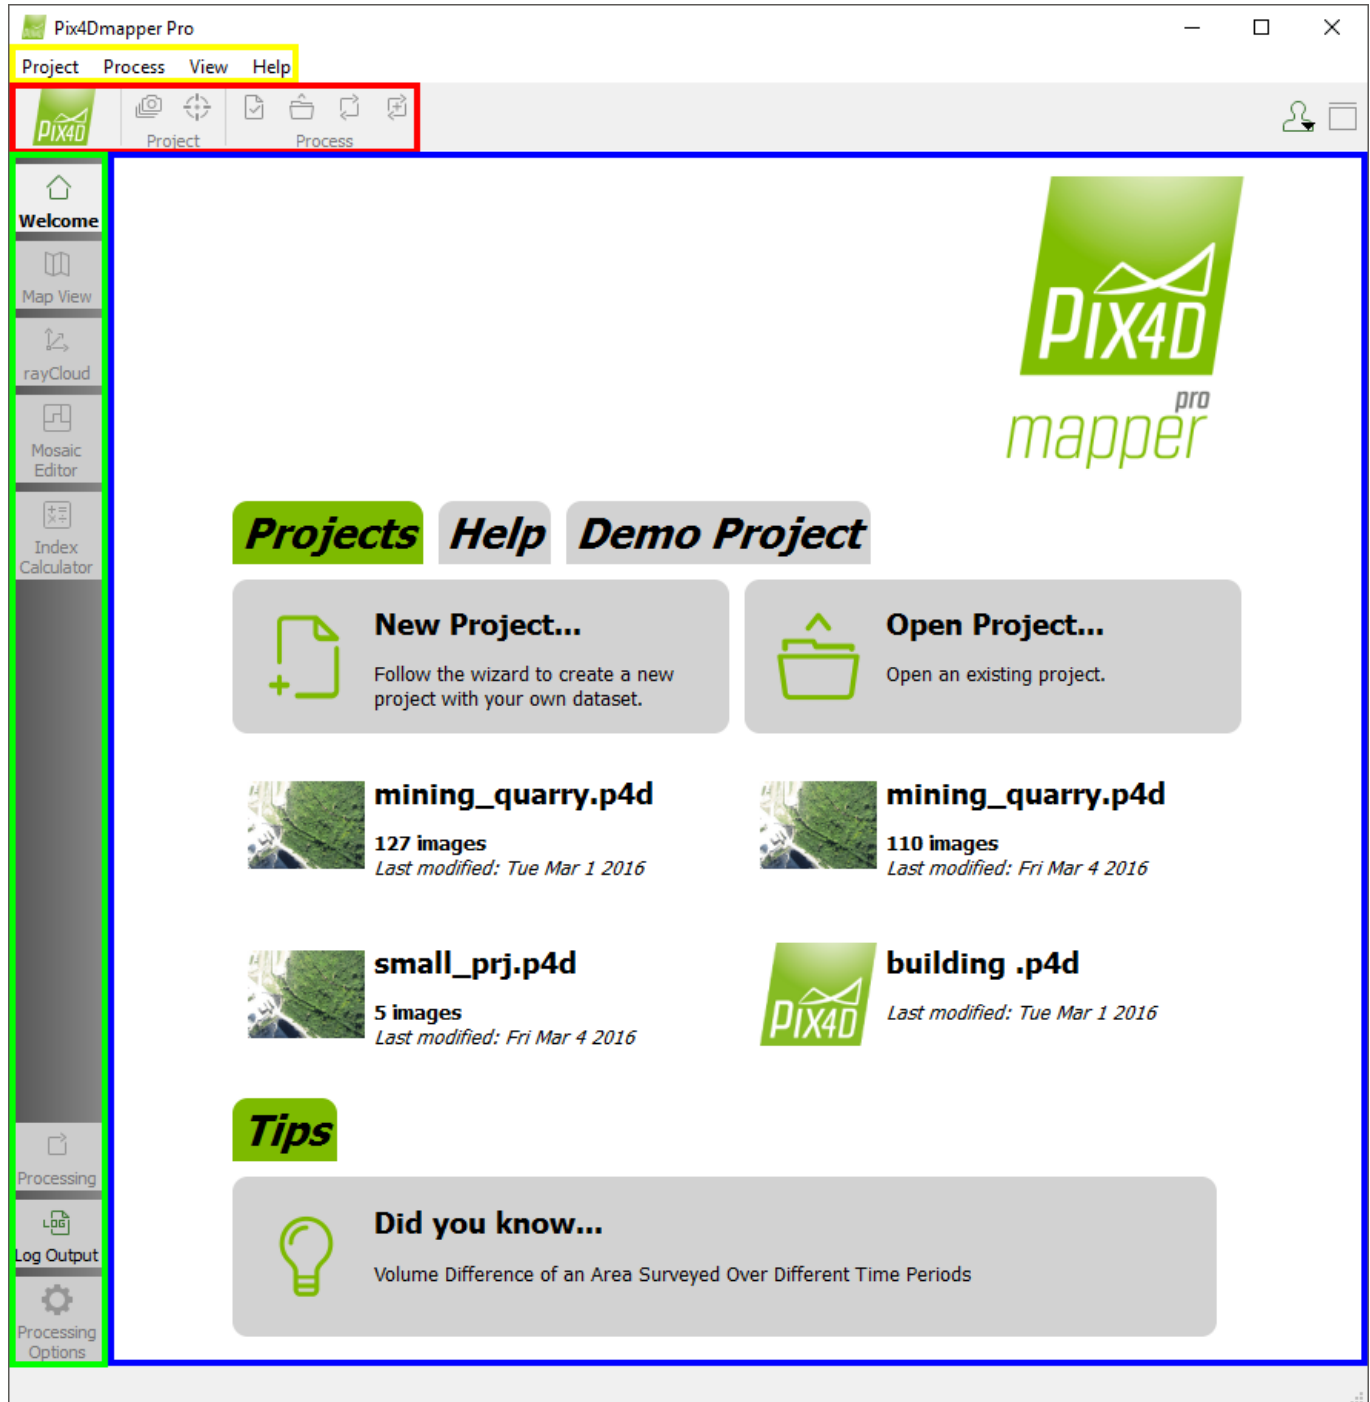 Pix4Dmapper Pro
Project Process View Help
PIX4D
Project Process
Welcome
Map View
rayCloud
Mosaic
Editor
Index
Calculator
Processing
LOG
Log Output
Processing
Options
PIX4D
pro
mapper
Projects Help Demo Project
New Project...
Follow the wizard to create a new
project with your own dataset.
Open Project...
Open an existing project.
mining_quarry.p4d
127 images
Last modified: Tue Mar 1 2016
mining_quarry.p4d
110 images
Last modified: Fri Mar 4 2016
small_prj.p4d
5 images
Last modified: Fri Mar 4 2016
PIX4D
building .p4d
Last modified: Tue Mar 1 2016
Tips
Did you know...
Volume Difference of an Area Surveyed Over Different Time Periods